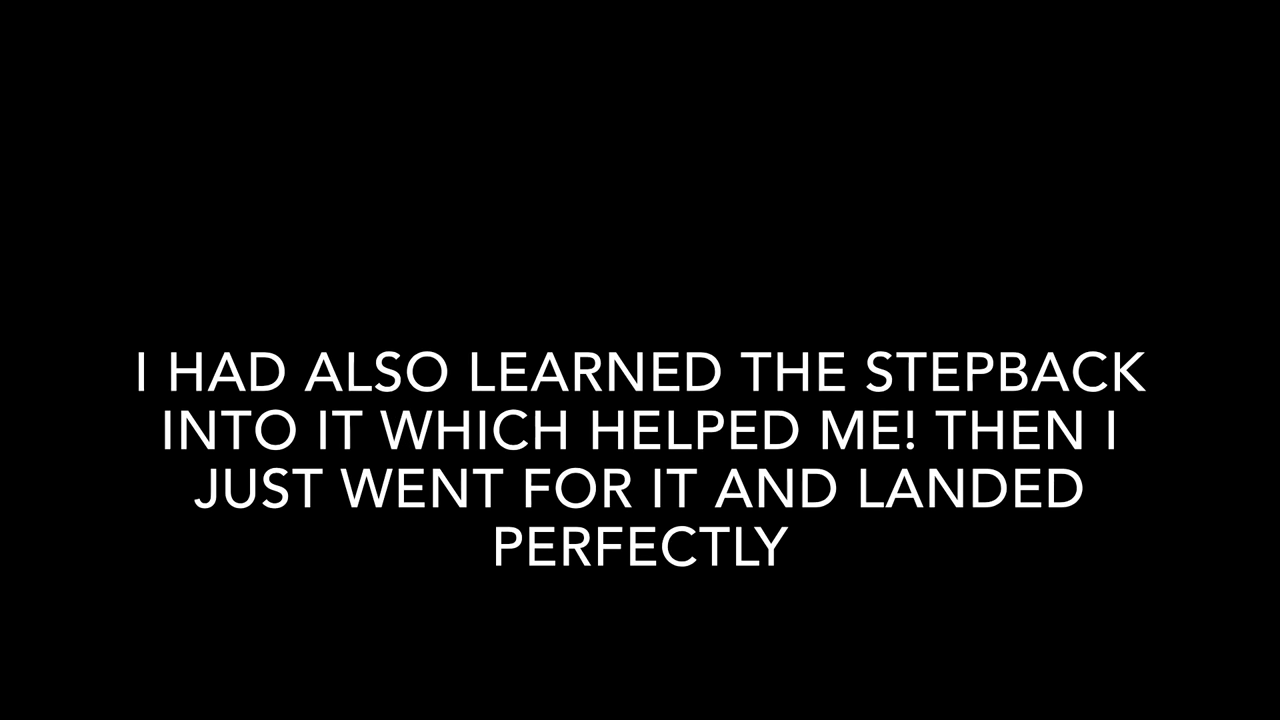 I HAD ALSO LEARNED THE STEPBACK
INTO IT WHICH HELPED ME! THEN I
JUST WENT FOR IT AND LANDED
PERFECTLY